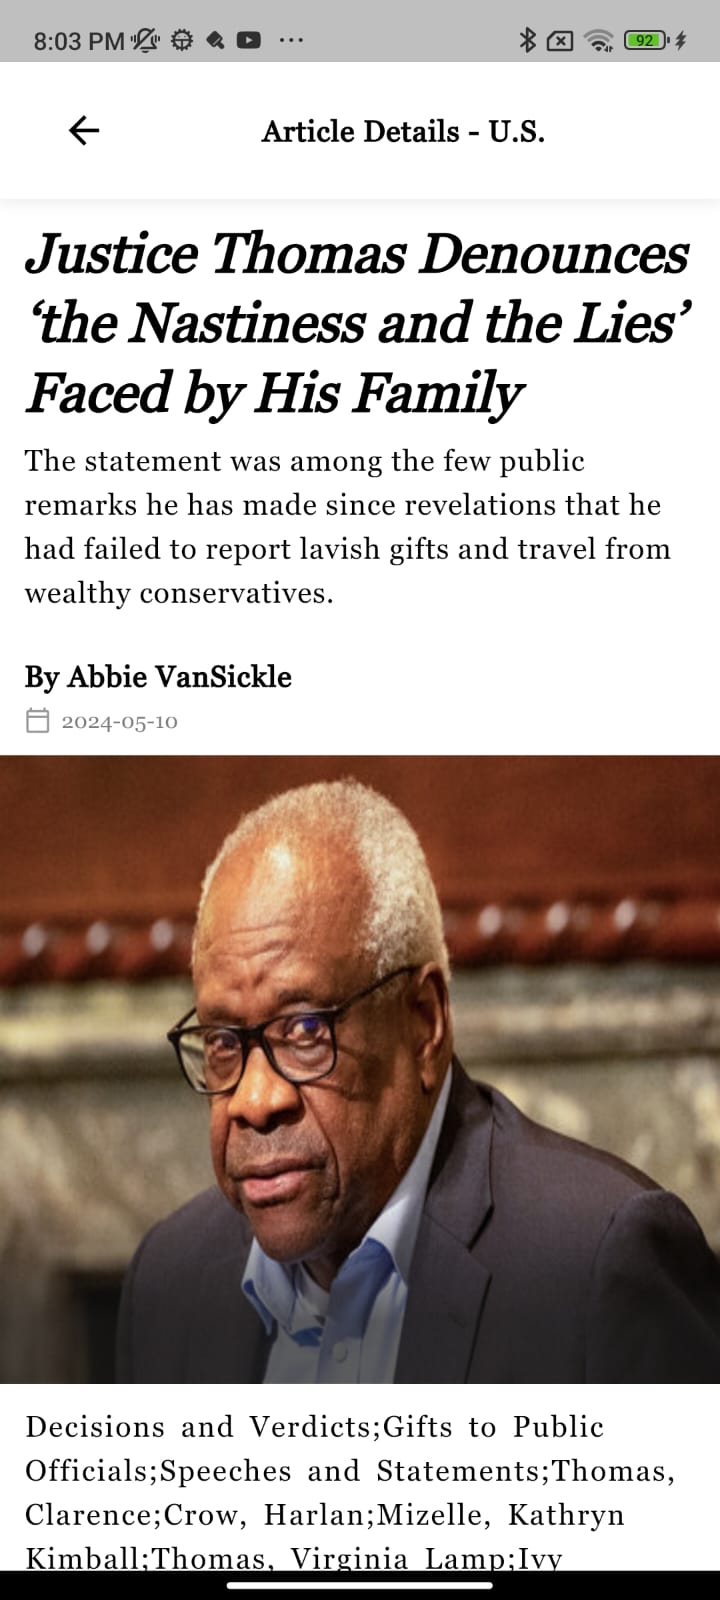 8:03 PM
92
Article Details - U.S.
Justice Thomas Denounces
‘the Nastiness and the Lies’
Faced by His Family
The statement was among the few public
remarks he has made since revelations that he
had failed to report lavish gifts and travel from
wealthy conservatives.
By Abbie VanSickle
2024-05-10
Decisions and Verdicts;Gifts to Public
Officials;Speeches and Statements;Thomas,
Clarence;Crow, Harlan;Mizelle, Kathryn
Kimball;Thomas, Virginia Lamp;Ivy